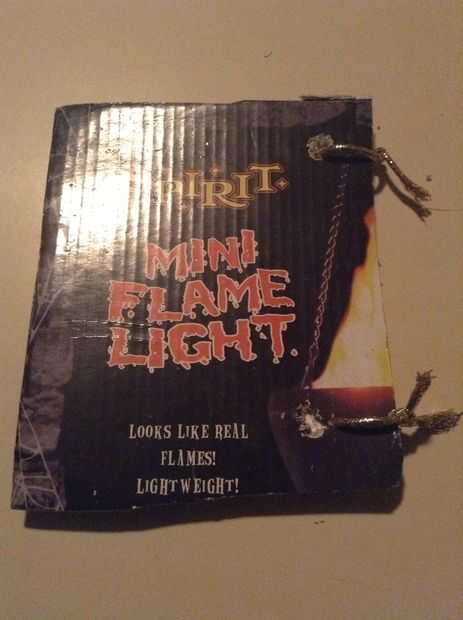 SPIRIT
MINI
FLAME
LIGHT
LOOKS LIKE REAL
FLAMES!
LIGHTWEIGHT!